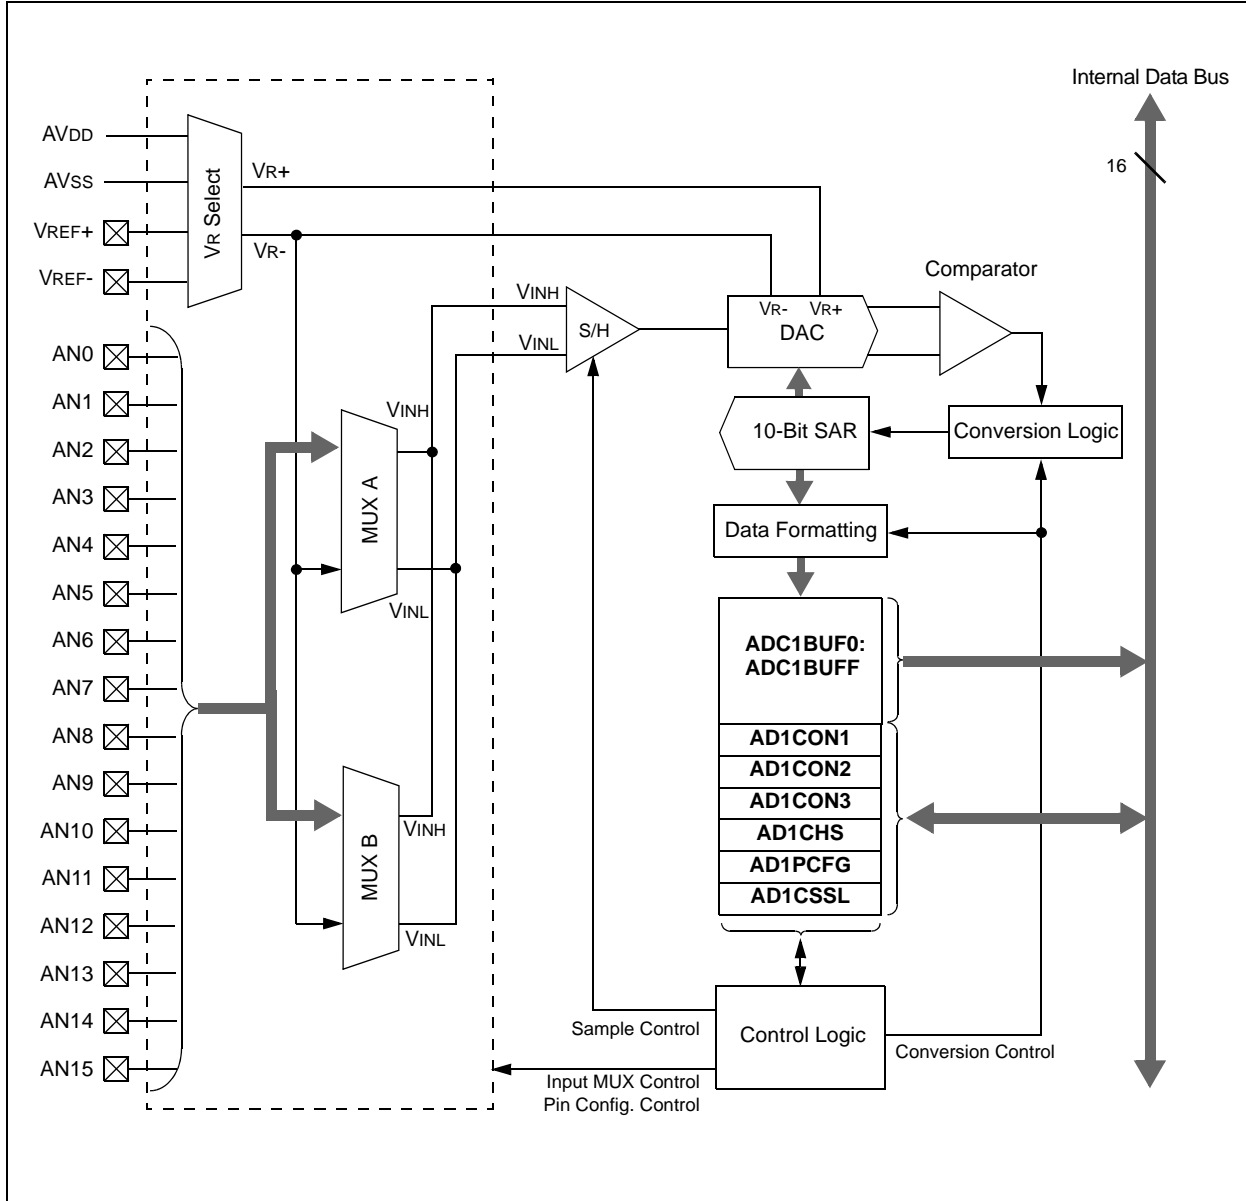 Internal Data Bus
16
AVDD
AVSS
VREF+
VREF-
VR Select
VR+
VR-
AN0
AN1
AN2
AN3
AN4
AN5
AN6
AN7
AN8
AN9
AN10
AN11
AN12
AN13
AN14
AN15
MUX A
VINH
VINL
MUX B
VINH
VINL
VINH
VINL
S/H
VR- VR+
DAC
Comparator
10-Bit SAR
Conversion Logic
Data Formatting
ADC1BUF0:
ADC1BUFF
AD1CON1
AD1CON2
AD1CON3
AD1CHS
AD1PCFG
AD1CSSL
Control Logic
Sample Control
Conversion Control
Input MUX Control
Pin Config. Control